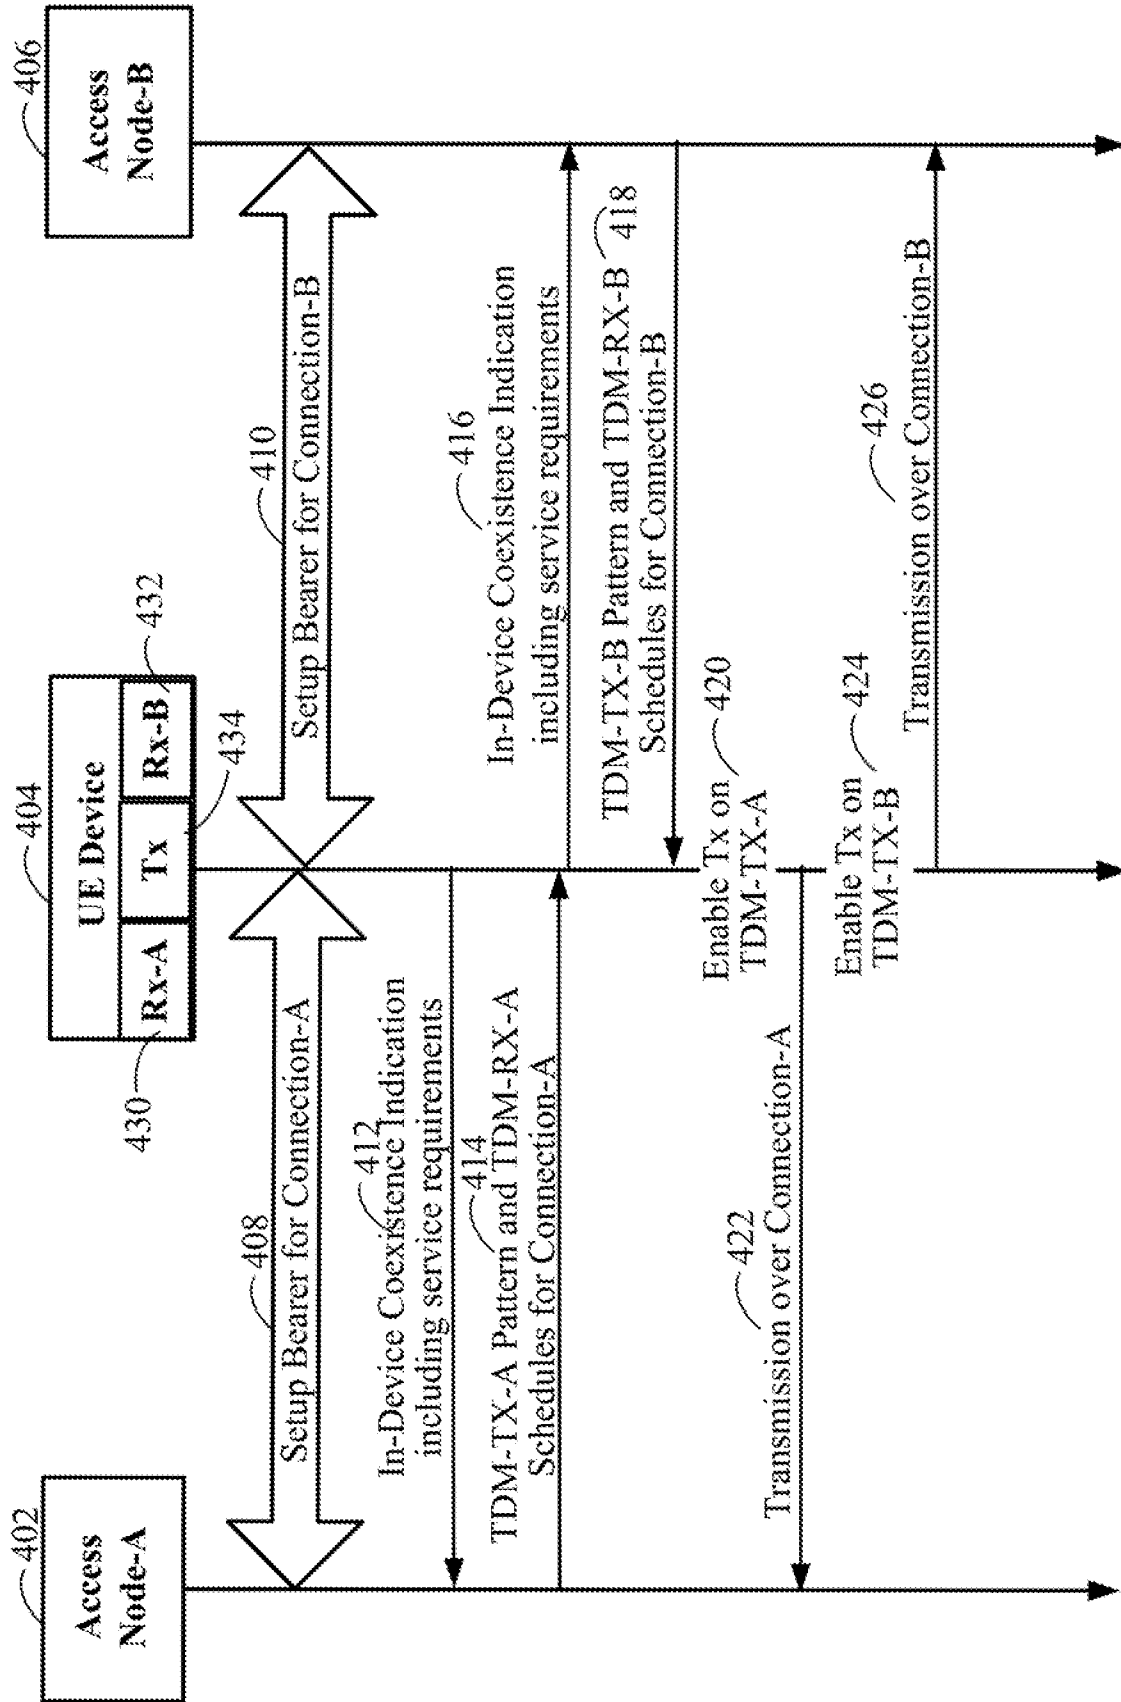 402
Access
Node-A
404
UE Device
Rx-A
Tx
Rx-B
430
434
432
406
Access
Node-B
408
Setup Bearer for Connection-A
410
Setup Bearer for Connection-B
412
In-Device Coexistence Indication
including service requirements
414
TDM-TX-A Pattern and TDM-RX-A
Schedules for Connection-A
416
In-Device Coexistence Indication
including service requirements
TDM-TX-B Pattern and TDM-RX-B
418
Schedules for Connection-B
420
Enable Tx on
TDM-TX-A
422
Transmission over Connection-A
424
Enable Tx on
TDM-TX-B
426
Transmission over Connection-B